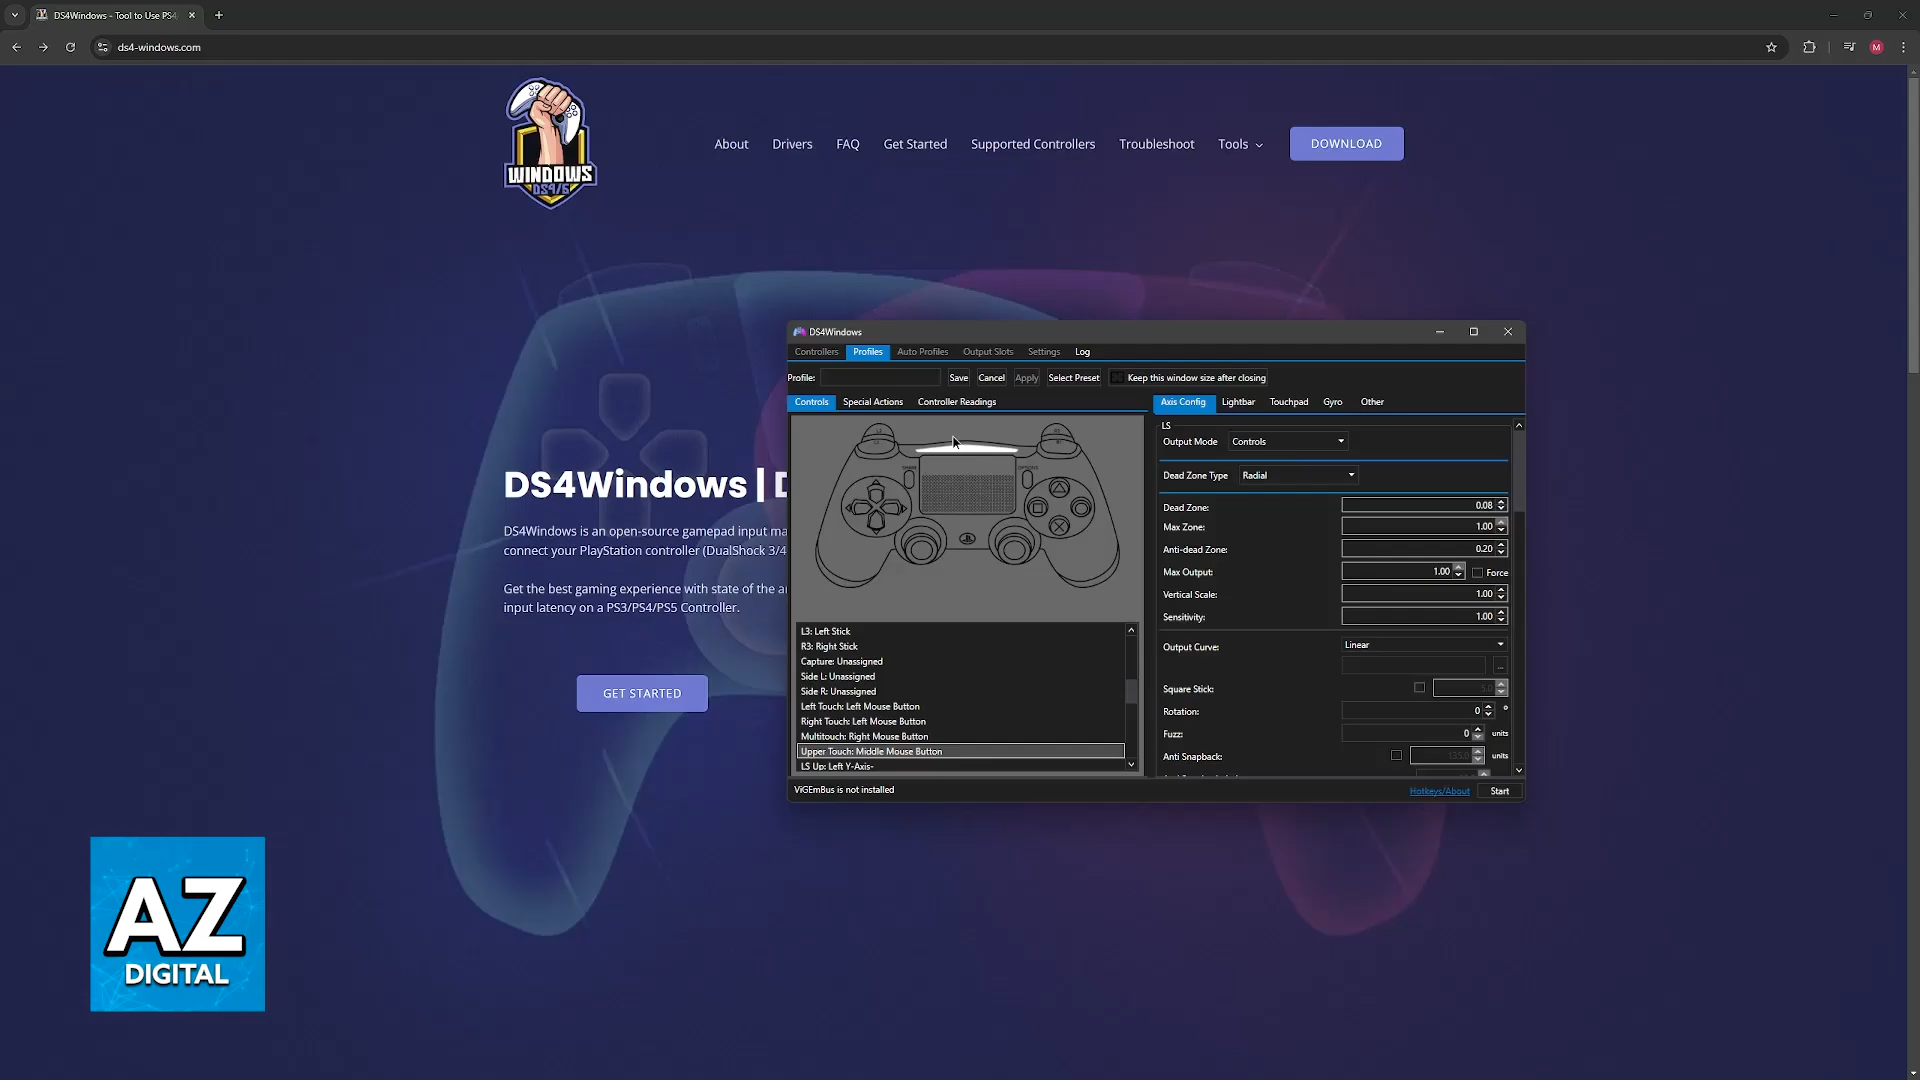 DS4Windows - Tool to Use PS4
ds4-windows.com
M
WINDOWS
DS4/5
About
Drivers
FAQ
Get Started
Supported Controllers
Troubleshoot
Tools
DOWNLOAD
DS4Windows | D
DS4Windows is an open-source gamepad input ma
connect your PlayStation controller (DualShock 3/4
Get the best gaming experience with state of the a
input latency on a PS3/PS4/PS5 Controller.
GET STARTED
DS4Windows
Controllers Profiles Auto Profiles Output Slots Settings Log
Profile: Save Cancel Apply Select Preset Keep this window size after closing
Controls Special Actions Controller Readings
Axis Config Lightbar Touchpad Gyro Other
L3: Left Stick
R3: Right Stick
Capture: Unassigned
Side L: Unassigned
Side R: Unassigned
Left Touch: Left Mouse Button
Right Touch: Left Mouse Button
Multitouch: Right Mouse Button
Upper Touch: Middle Mouse Button
LS Up: Left Y-Axis-
LS
Output Mode Controls
Dead Zone Type Radial
Dead Zone: 0.08
Max Zone: 1.00
Anti-dead Zone: 0.20
Max Output: 1.00 Force
Vertical Scale: 1.00
Sensitivity: 1.00
Output Curve: Linear
...
Square Stick: 5.0
Rotation: 0 °
Fuzz: 0 units
Anti Snapback: 135.0 units
ViGEmBus is not installed
Hotkeys/About Start
AZ
DIGITAL